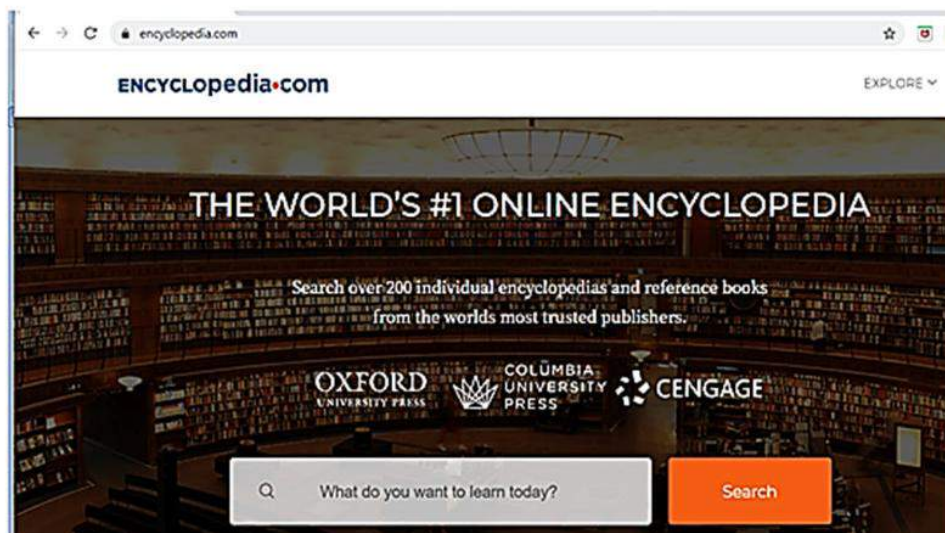 encyclopedia.com
ENCYCLopedia.com
EXPLORE
THE WORLD'S #1 ONLINE ENCYCLOPEDIA
Search over 200 individual encyclopedias and reference books
from the worlds most trusted publishers.
OXFORD
UNIVERSITY PRESS
COLUMBIA
UNIVERSITY
PRESS
CENGAGE
What do you want to learn today?
Search